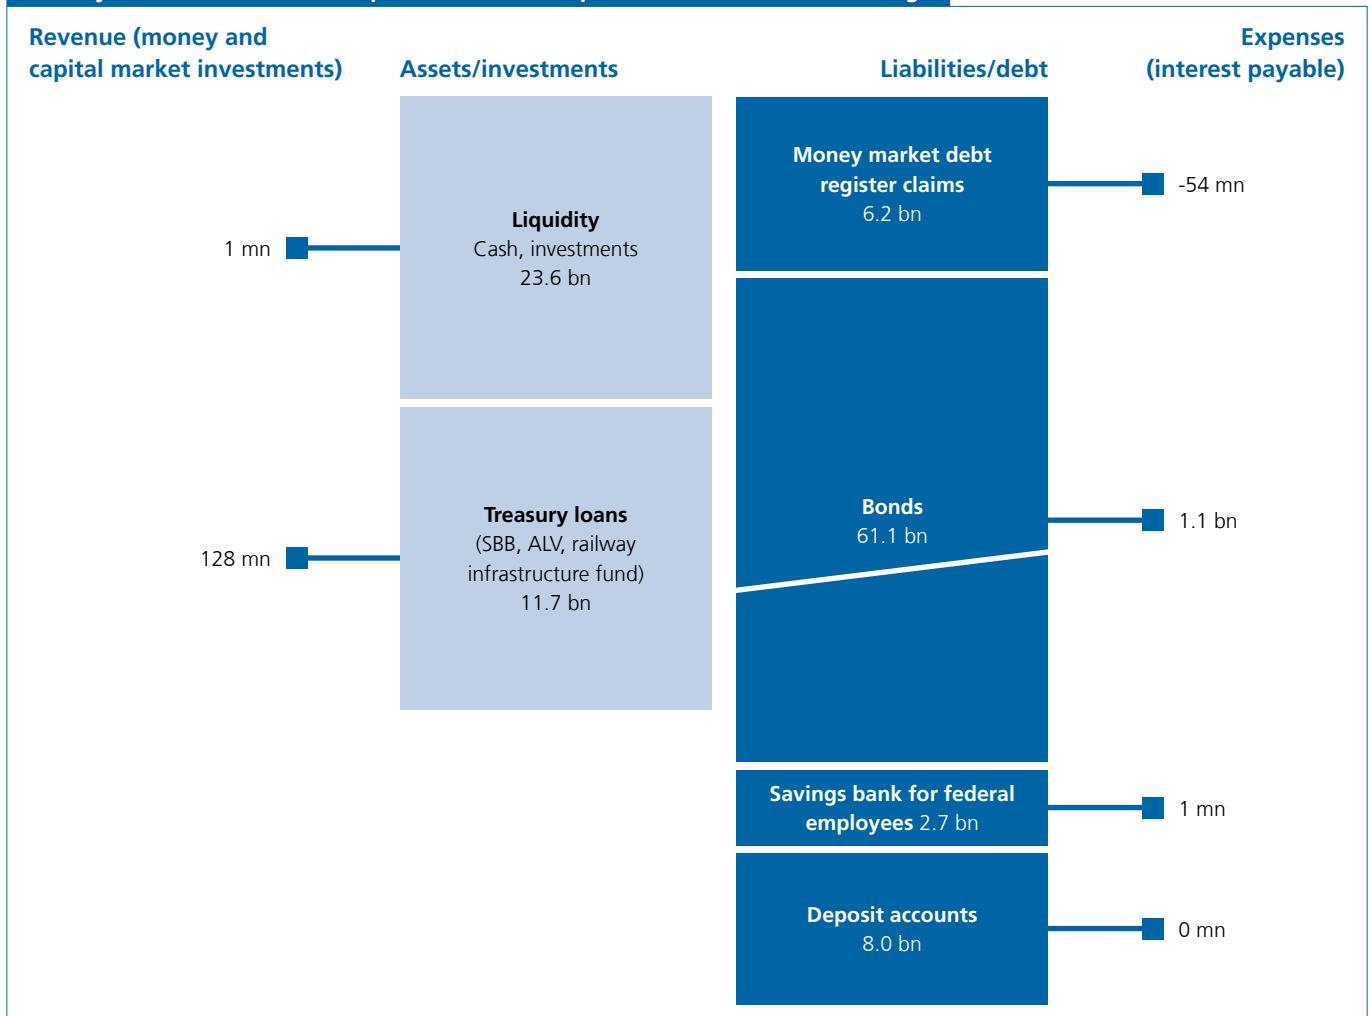 Revenue (money and
capital market investments)
Assets/investments
Liabilities/debt
Expenses
(interest payable)
1 mn
Liquidity
Cash, investments
23.6 bn
128 mn
Treasury loans
(SBB, ALV, railway
infrastructure fund)
11.7 bn
Money market debt
register claims
6.2 bn
-54 mn
Bonds
61.1 bn
1.1 bn
Savings bank for federal
employees 2.7 bn
1 mn
Deposit accounts
8.0 bn
0 mn